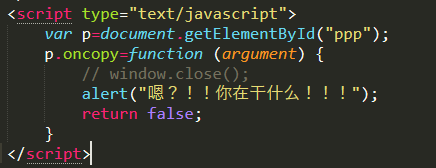 <script type="text/javascript">
var p=document.getElementById("ppp");
p.oncopy=function (argument) {
// window.close();
alert("嗯？！！你在干什么！！！");
return false;
}
</script>